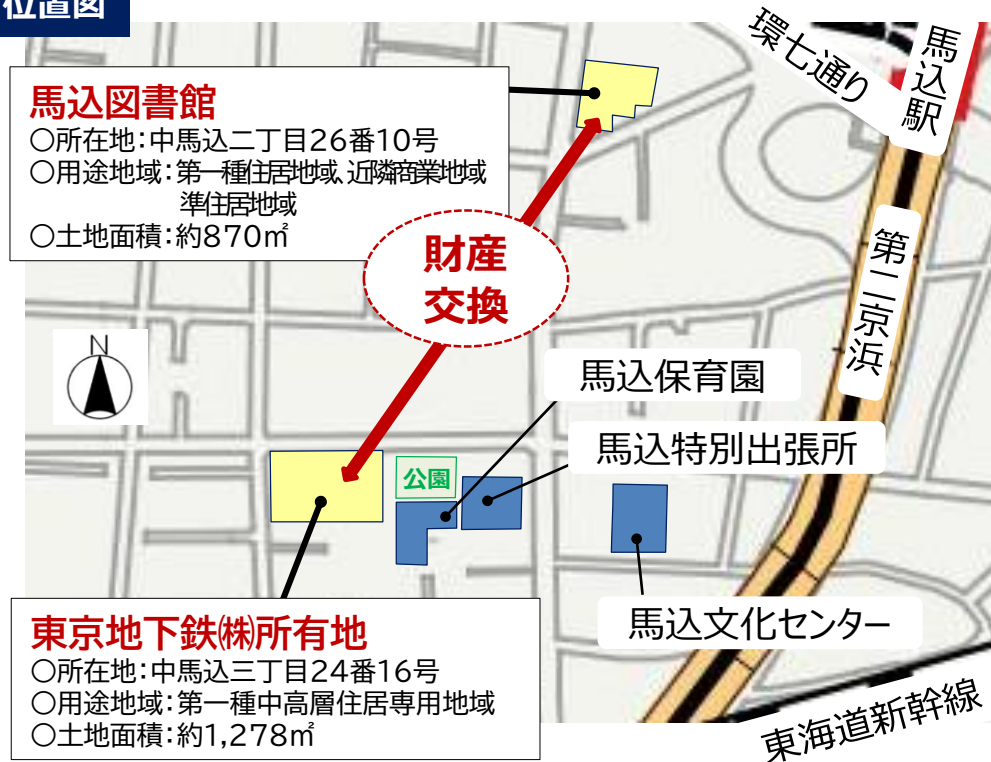 位置図
環七通り
馬込駅
馬込図書館
○所在地:中馬込二丁目26番10号
○用途地域:第一種住居地域、近隣商業地域
準住居地域
○土地面積:約870㎡
財産
交換
第二京浜
N
馬込保育園
馬込特別出張所
公園
馬込文化センター
東京地下鉄㈱所有地
○所在地:中馬込三丁目24番16号
○用途地域:第一種中高層住居専用地域
○土地面積:約1,278㎡
東海道新幹線